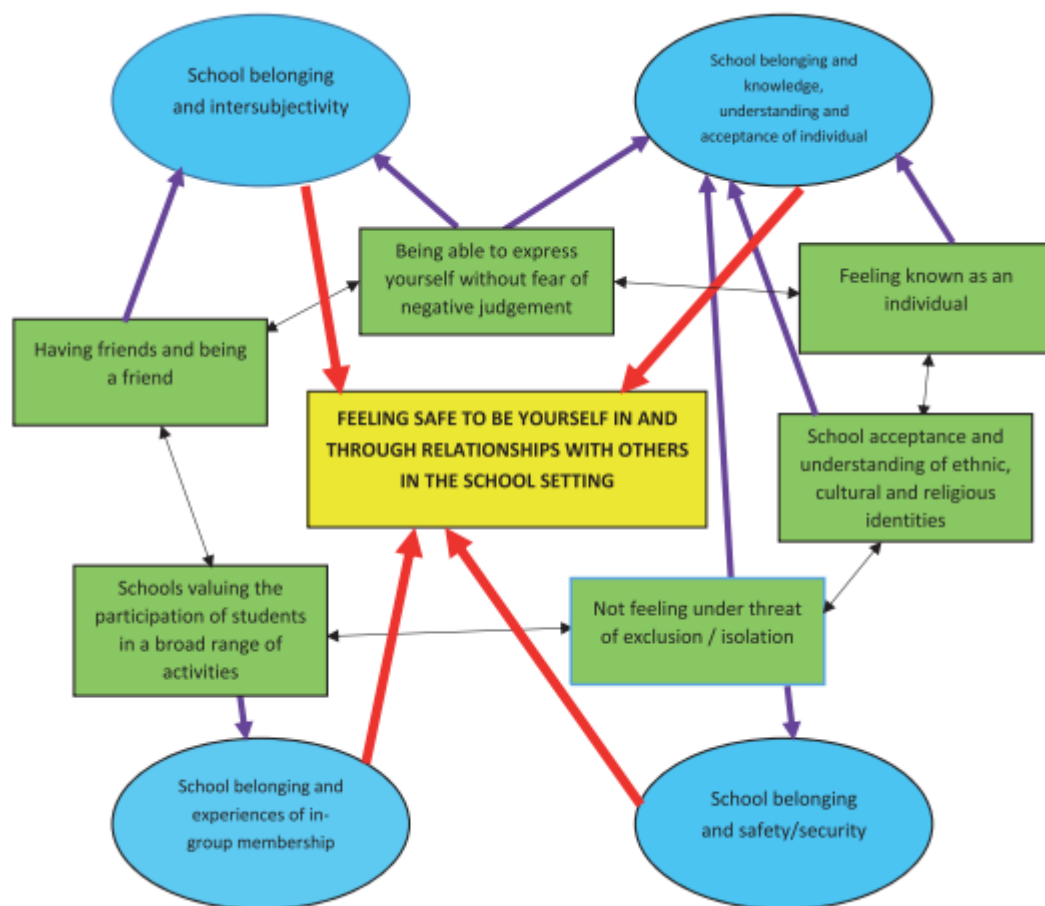 School belonging
and intersubjectivity
School belonging and
knowledge,
understanding and
acceptance of individual
Being able to express
yourself without fear of
negative judgement
Feeling known as an
individual
Having friends and being
a friend
FEELING SAFE TO BE YOURSELF IN AND
THROUGH RELATIONSHIPS WITH OTHERS
IN THE SCHOOL SETTING
School acceptance and
understanding of ethnic,
cultural and religious
identities
Schools valuing the
participation of students
in a broad range of
activities
Not feeling under threat
of exclusion / isolation
School belonging and
experiences of in-
group membership
School belonging
and safety/security